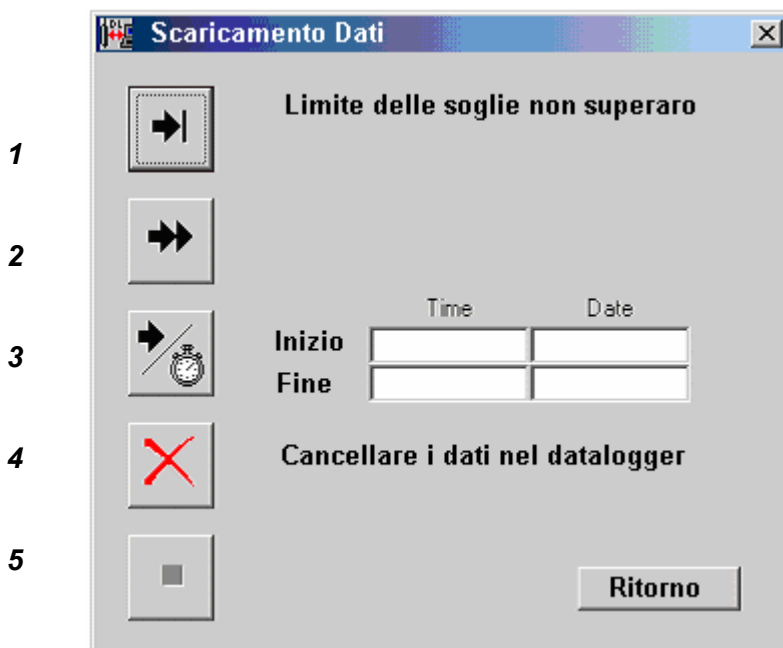 Scaricamento Dati
Limite delle soglie non superaro
1
2
Time Date
Inizio
3
Fine
4
Cancellare i dati nel datalogger
5
Ritorno